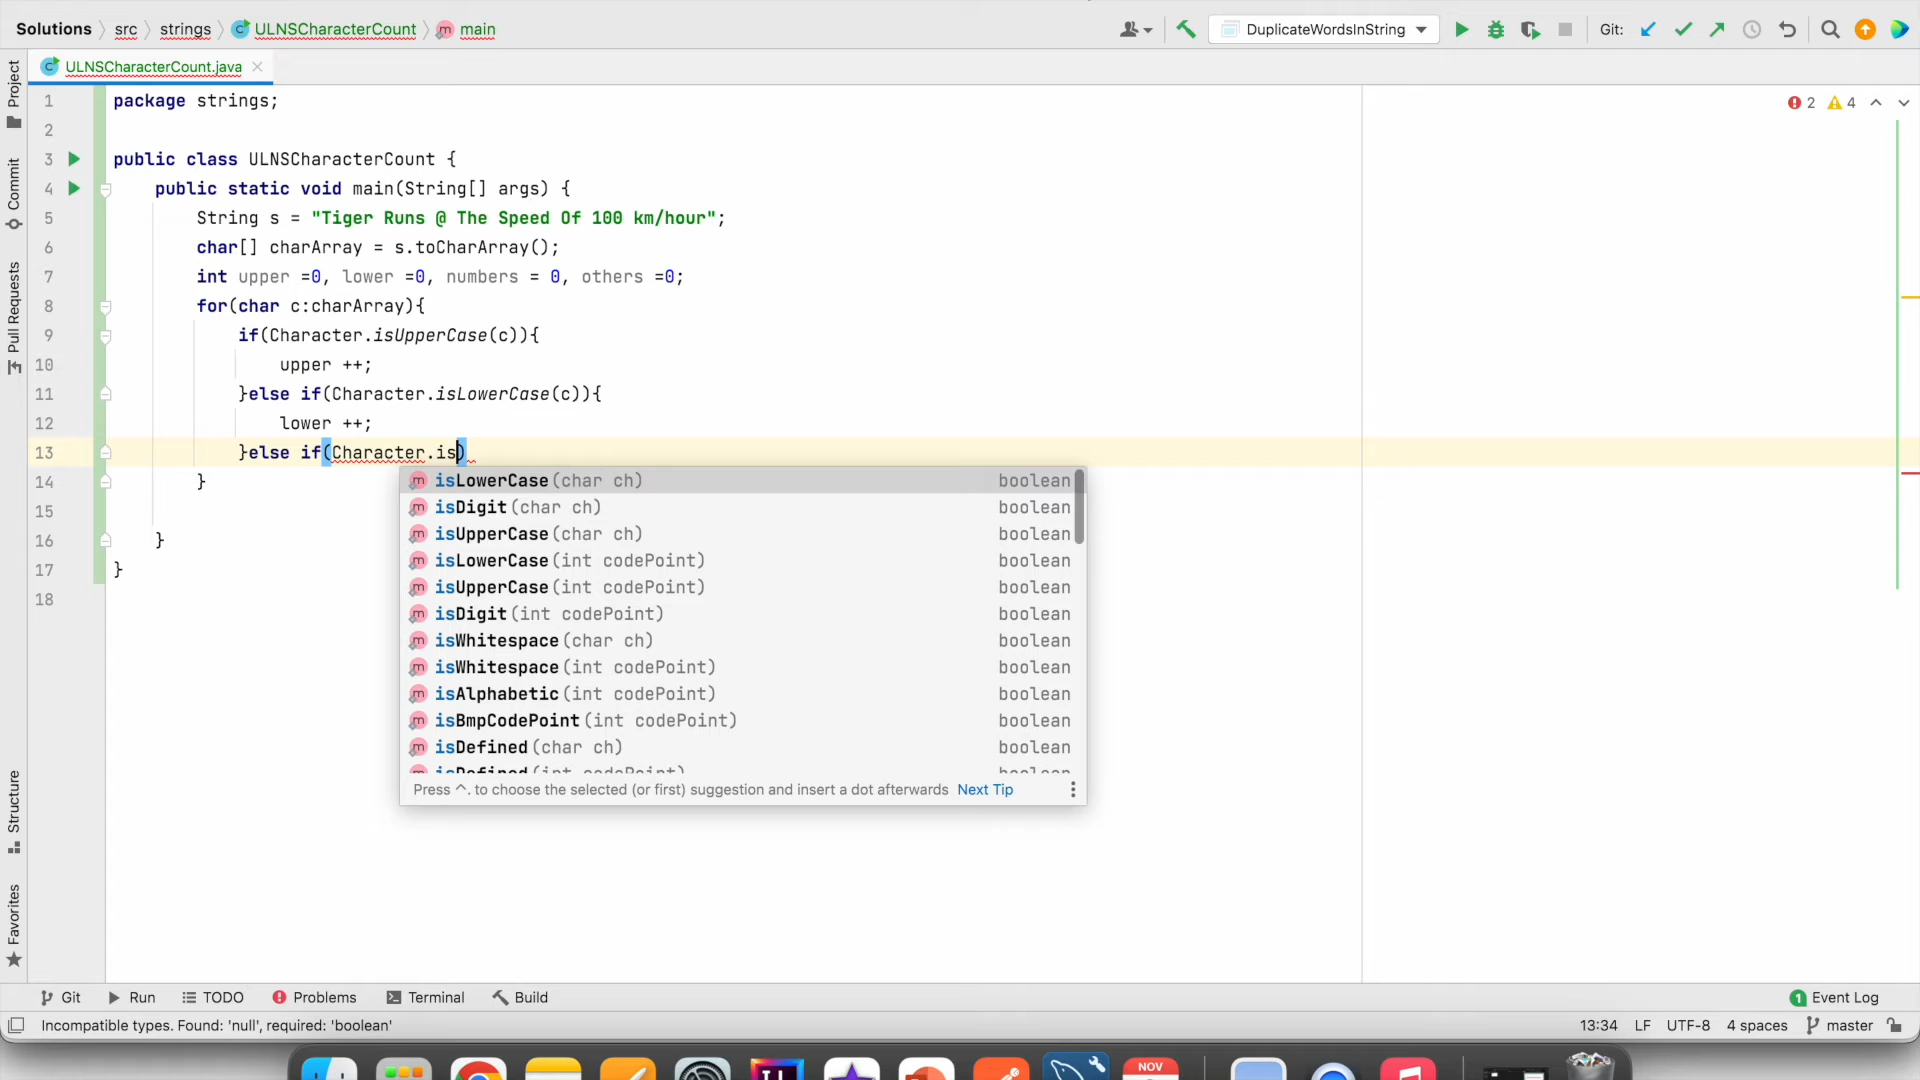 Solutions src strings ULNSCharacterCount main DuplicateWordsInString Git:
ULNSCharacterCount.java
Project
Commit
Pull Requests
Structure
Favorites
2 4
1 package strings;
2
3 public class ULNSCharacterCount {
4 public static void main(String[] args) {
5 String s = "Tiger Runs @ The Speed Of 100 km/hour";
6 char[] charArray = s.toCharArray();
7 int upper =0, lower =0, numbers = 0, others =0;
8 for(char c:charArray){
9 if(Character.isUpperCase(c)){
10 upper ++;
11 }else if(Character.isLowerCase(c)){
12 lower ++;
13 }else if(Character.is)
14 }
15
16 }
17 }
18
isLowerCase(char ch) boolean
isDigit(char ch) boolean
isUpperCase(char ch) boolean
isLowerCase(int codePoint) boolean
isUpperCase(int codePoint) boolean
isDigit(int codePoint) boolean
isWhitespace(char ch) boolean
isWhitespace(int codePoint) boolean
isAlphabetic(int codePoint) boolean
isBmpCodePoint(int codePoint) boolean
isDefined(char ch) boolean
isDefined(int codePoint) boolean
Press ^. to choose the selected (or first) suggestion and insert a dot afterwards Next Tip
Git Run TODO Problems Terminal Build 1 Event Log
Incompatible types. Found: 'null', required: 'boolean' 13:34 LF UTF-8 4 spaces master
NOV